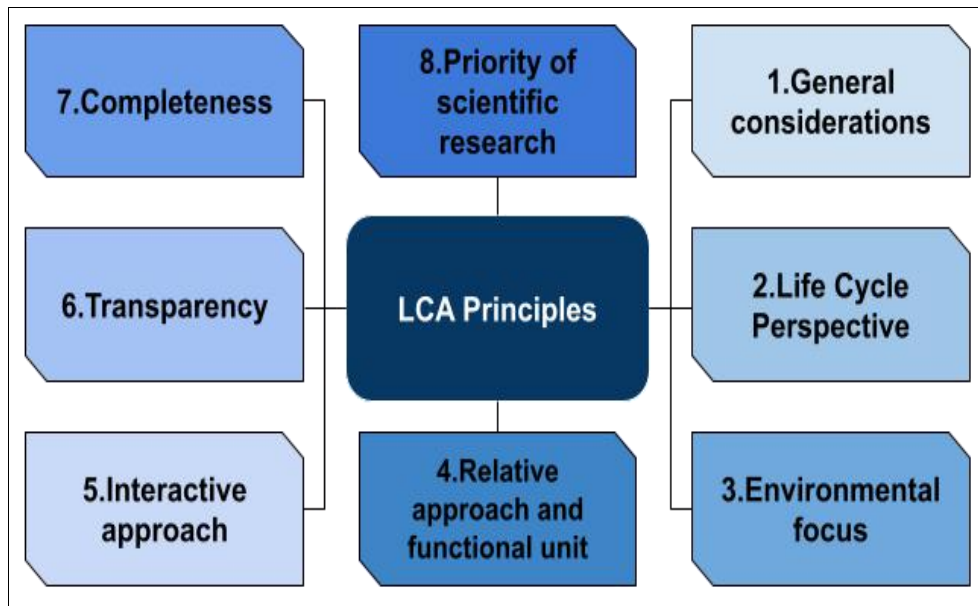 7.Completeness
8.Priority of
scientific
research
1.General
considerations
6.Transparency
LCA Principles
2.Life Cycle
Perspective
5.Interactive
approach
4.Relative
approach and
functional unit
3.Environmental
focus